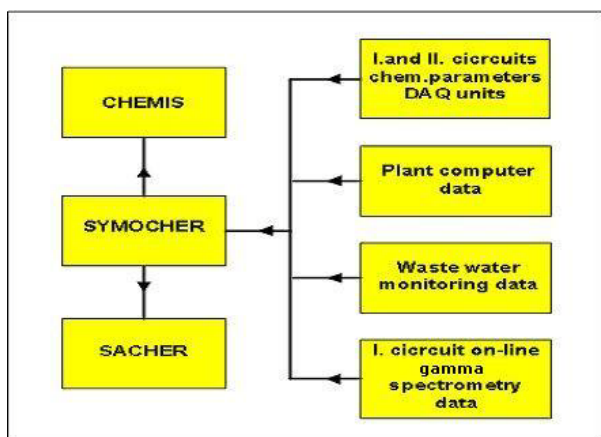 CHEMIS
SYMOCHER
SACHER
I.and II. cicrcuits
chem.parameters
DAQ units
Plant computer
data
Waste water
monitoring data
I. cicrcuit on-line
gamma
spectrometry
data